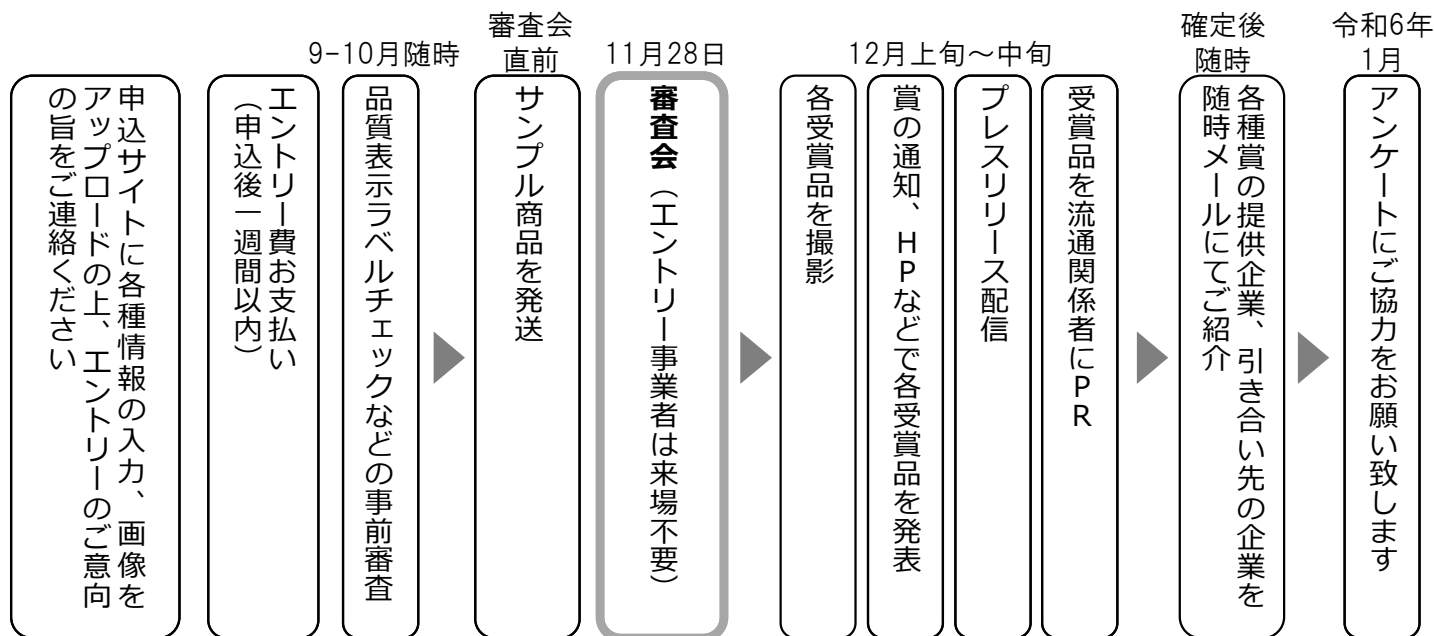 申込サイトに各種情報の入力、画像を
アップロードの上、エントリーのご意向
の旨をご連絡ください
エントリー費お支払い
（申込後一週間以内）
9-10月随時
品質表示ラベルチェックなどの事前審査
審査会
直前
サンプル商品を発送
11月28日
審査会（エントリー事業者は来場不要）
12月上旬～中旬
各受賞品を撮影
賞の通知、HPなどで各受賞品を発表
プレスリリース配信
受賞品を流通関係者にPR
確定後
随時
各種賞の提供企業、引き合い先の企業を
随時メールにてご紹介
令和6年
1月
アンケートにご協力をお願い致します